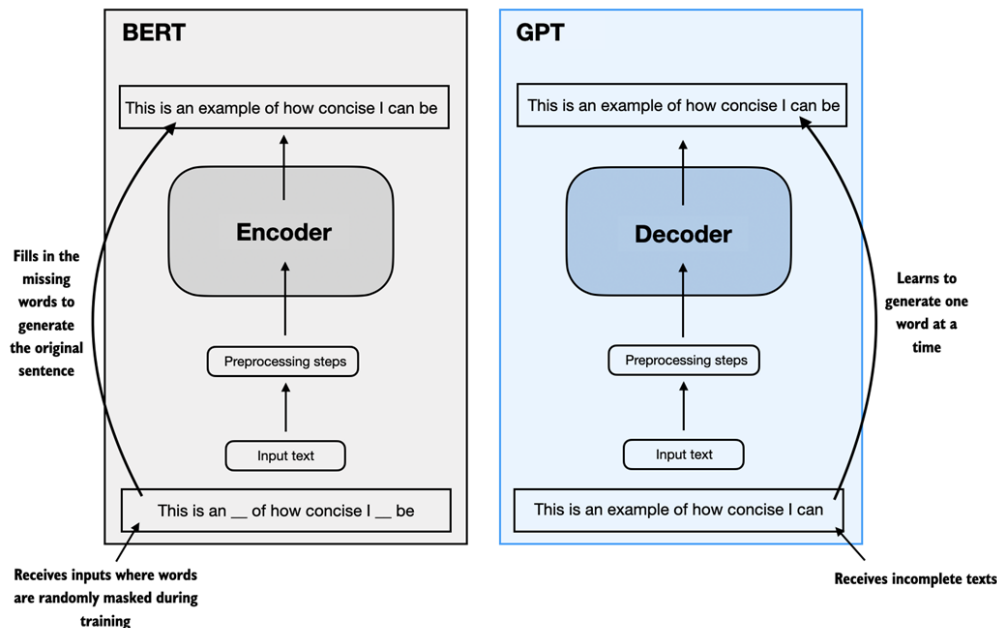 BERT
This is an example of how concise I can be
Encoder
Fills in the
missing
words to
generate
the original
sentence
Preprocessing steps
Input text
This is an __ of how concise I __ be
Receives inputs where words
are randomly masked during
training
GPT
This is an example of how concise I can be
Decoder
Learns to
generate one
word at a
time
Preprocessing steps
Input text
This is an example of how concise I can
Receives incomplete texts